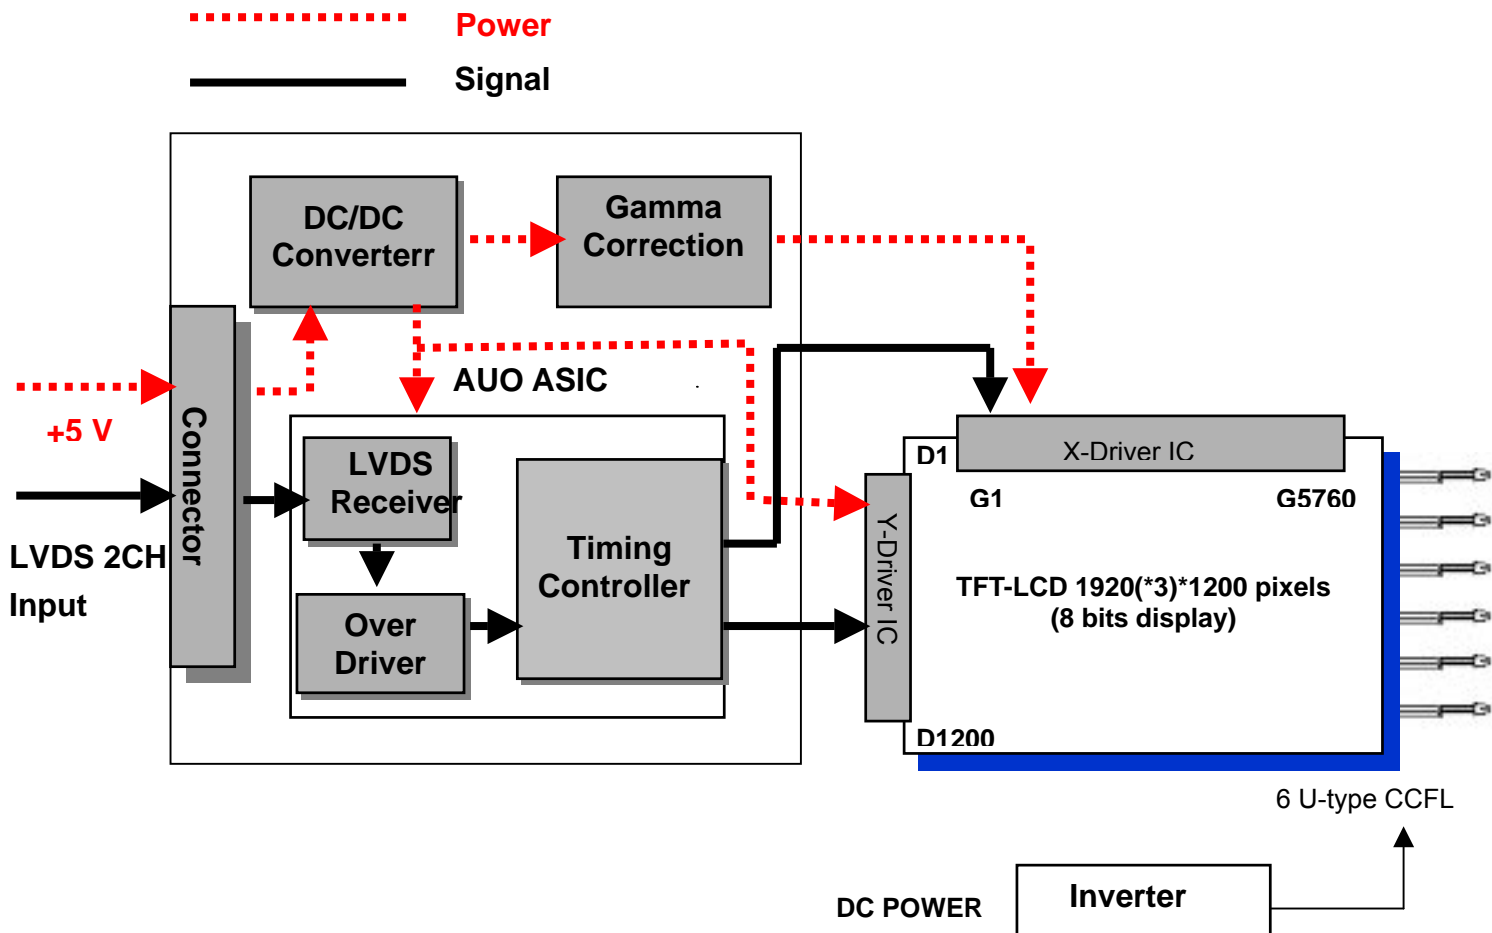 Power
Signal
DC/DC
Converterr
Gamma
Correction
+5 V
AUO ASIC
Connector
LVDS 2CH
Input
LVDS
Receiver
Over
Driver
Timing
Controller
D1
X-Driver IC
G1
G5760
Y-Driver IC
TFT-LCD 1920(*3)*1200 pixels
(8 bits display)
D1200
6 U-type CCFL
DC POWER
Inverter